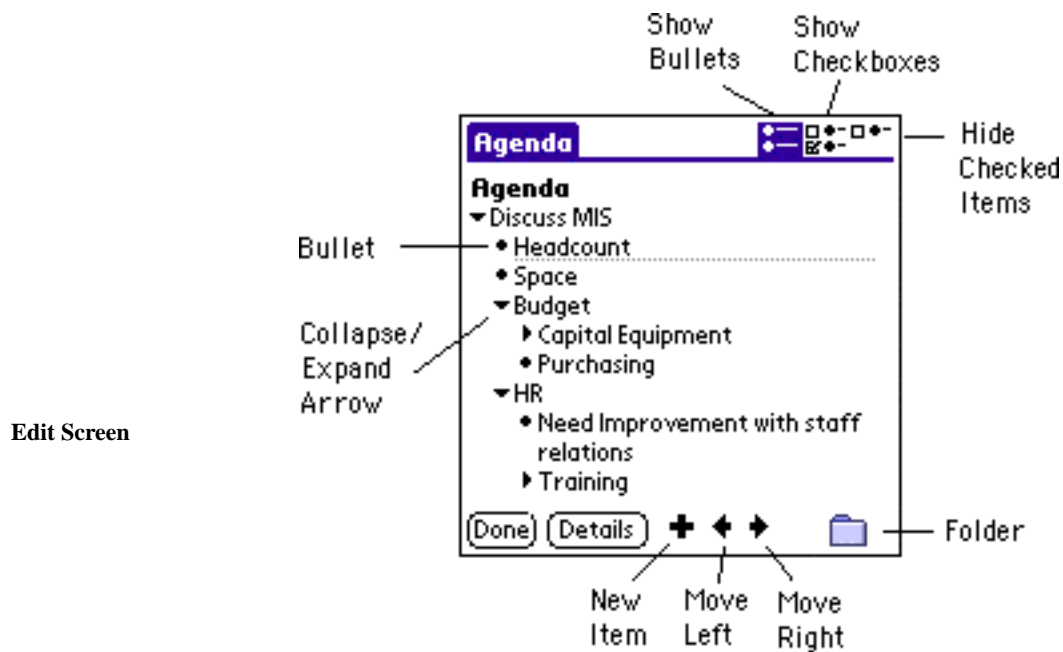 Show
Bullets
Show
Checkboxes
Hide
Checked
Items
Agenda
Agenda
Discuss MIS
Bullet
Headcount
Space
Budget
Collapse/
Expand
Arrow
Capital Equipment
Purchasing
HR
Edit Screen
Need Improvement with staff
relations
Training
Done
Details
Folder
New
Item
Move
Left
Move
Right